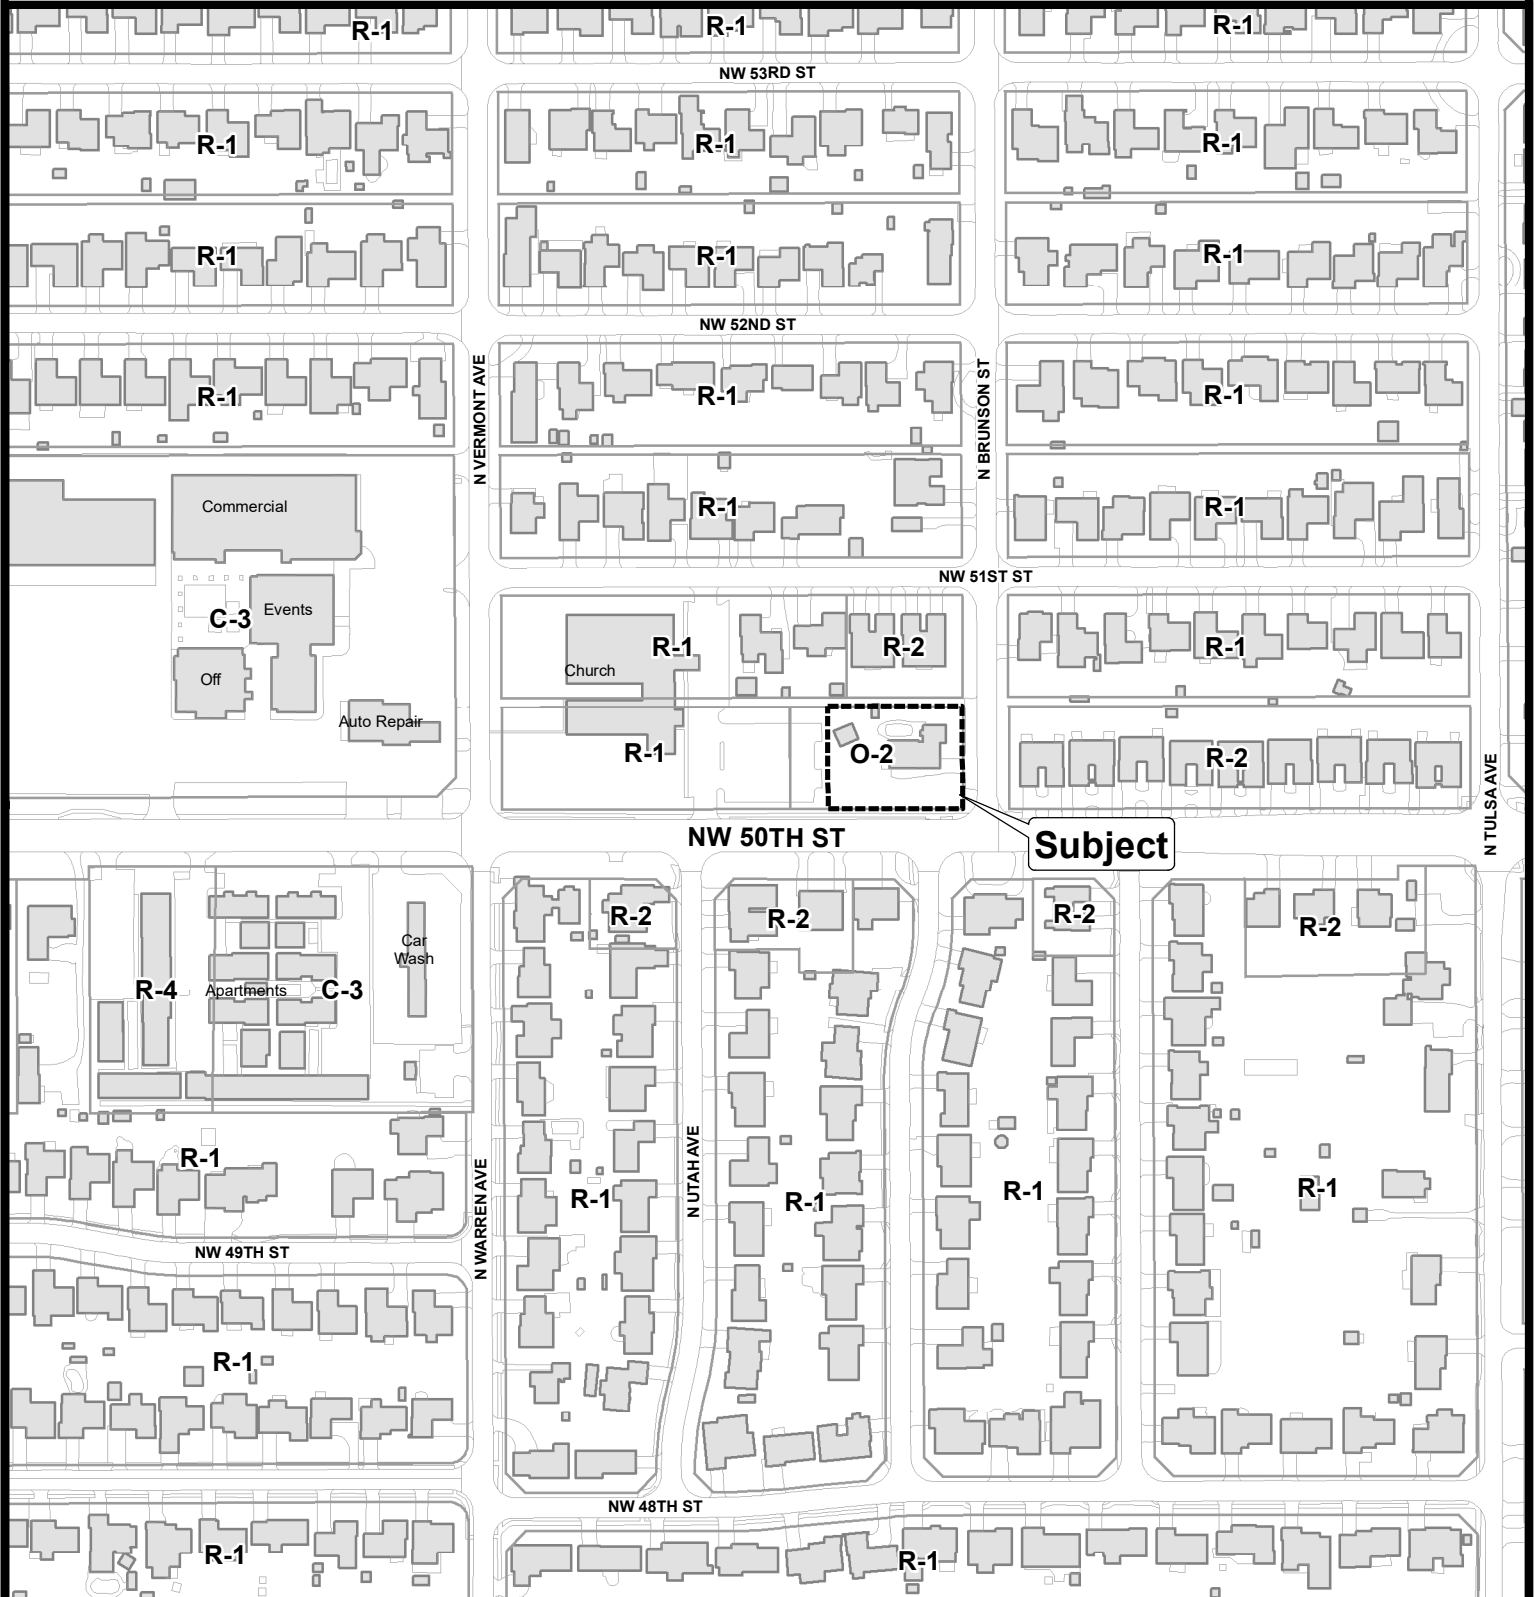 R-1
R-1
R-1
NW 53RD ST
R-1
R-1
R-1
R-1
R-1
R-1
NW 52ND ST
N VERMONT AVE
N BRUNSON ST
R-1
R-1
R-1
Commercial
R-1
R-1
NW 51ST ST
C-3
Events
Off
Auto Repair
Church
R-1
R-2
R-1
R-1
O-2
R-2
N TULSA AVE
NW 50TH ST
Subject
R-2
R-2
R-2
R-2
Car
Wash
R-4
Apartments
C-3
R-1
N WARREN AVE
R-1
N UTAH AVE
R-1
R-1
R-1
NW 49TH ST
R-1
NW 48TH ST
R-1
R-1